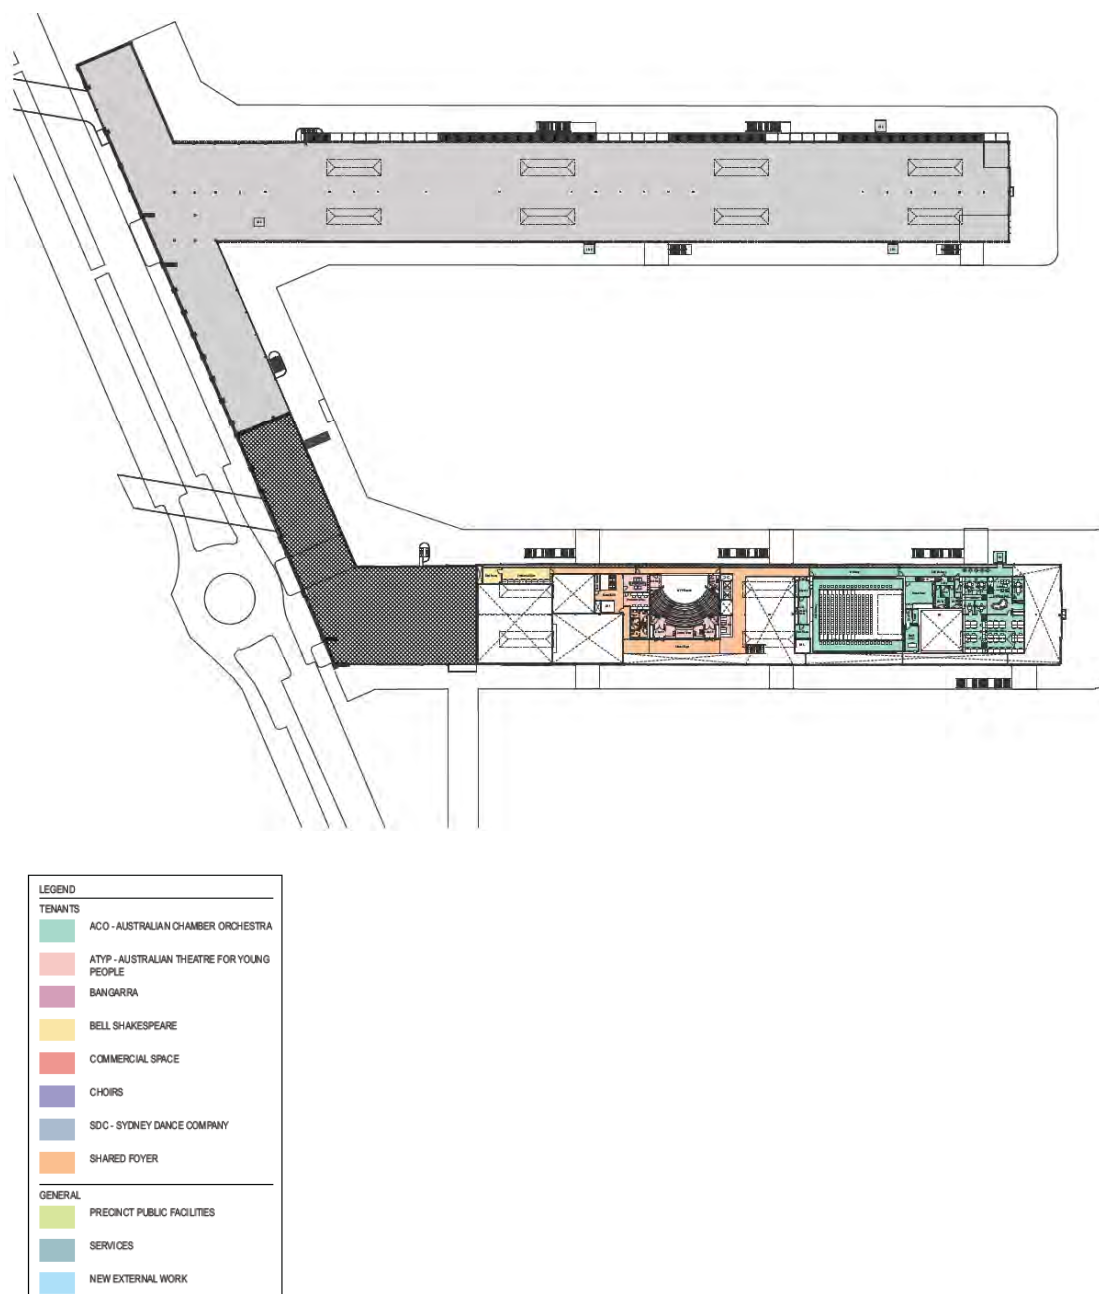 LEGEND
TENANTS
ACO - AUSTRALIAN CHAMBER ORCHESTRA
ATYP - AUSTRALIAN THEATRE FOR YOUNG
PEOPLE
BANGARRA
BELL SHAKESPEARE
COMMERCIAL SPACE
CHOIRS
SDC - SYDNEY DANCE COMPANY
SHARED FOYER
GENERAL
PRECINCT PUBLIC FACILITIES
SERVICES
NEW EXTERNAL WORK